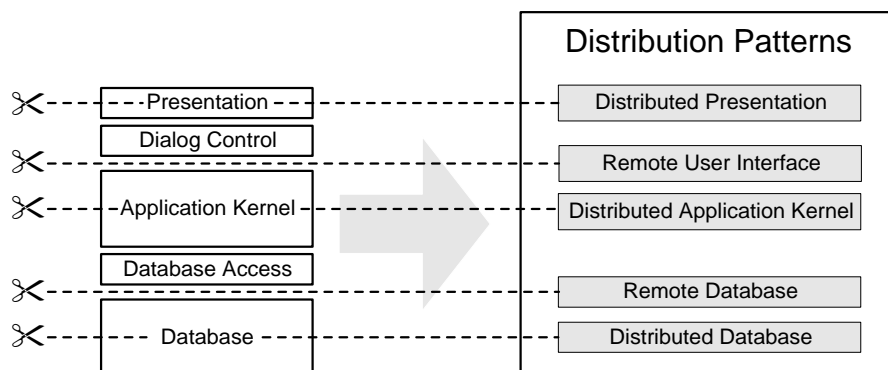 Distribution Patterns
Presentation
Distributed Presentation
Dialog Control
Remote User Interface
Application Kernel
Distributed Application Kernel
Database Access
Remote Database
Database
Distributed Database